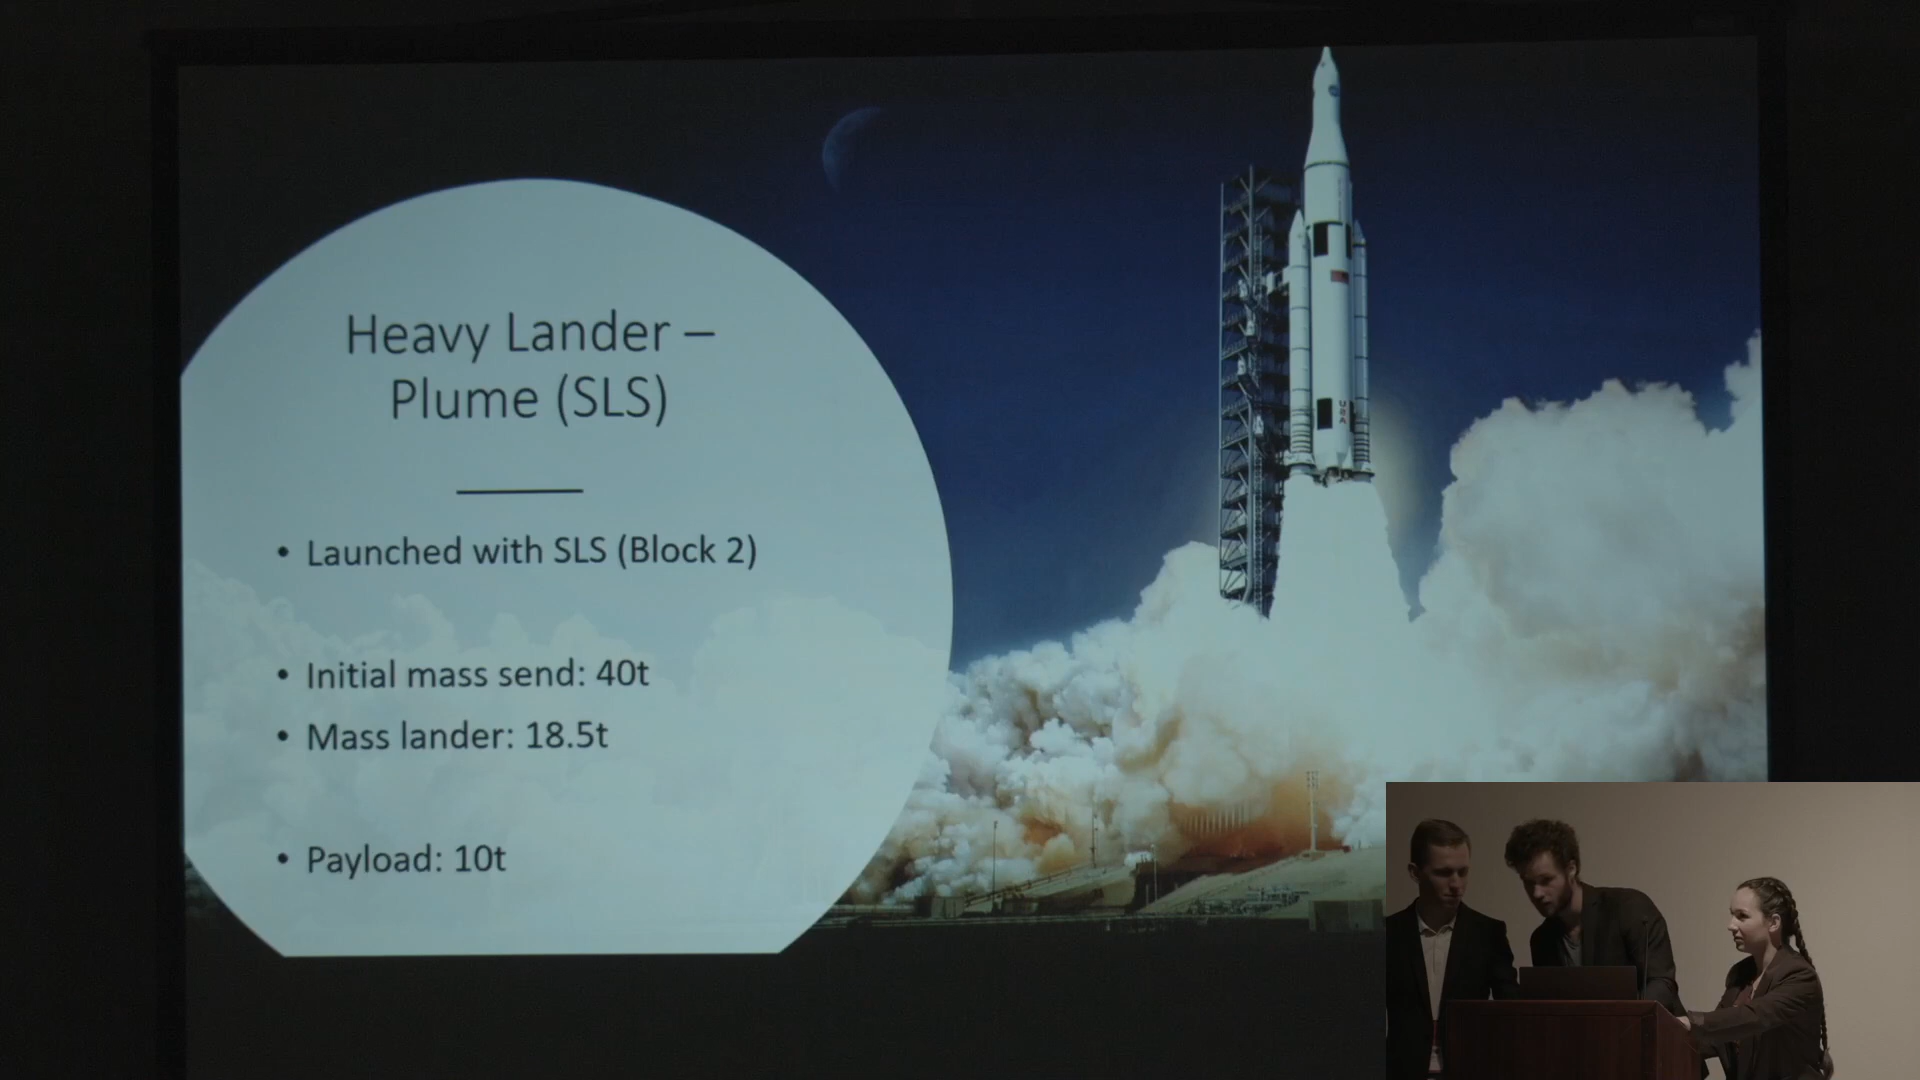 Heavy Lander –
Plume (SLS)
• Launched with SLS (Block 2)
• Initial mass send: 40t
• Mass lander: 18.5t
• Payload: 10t
USA